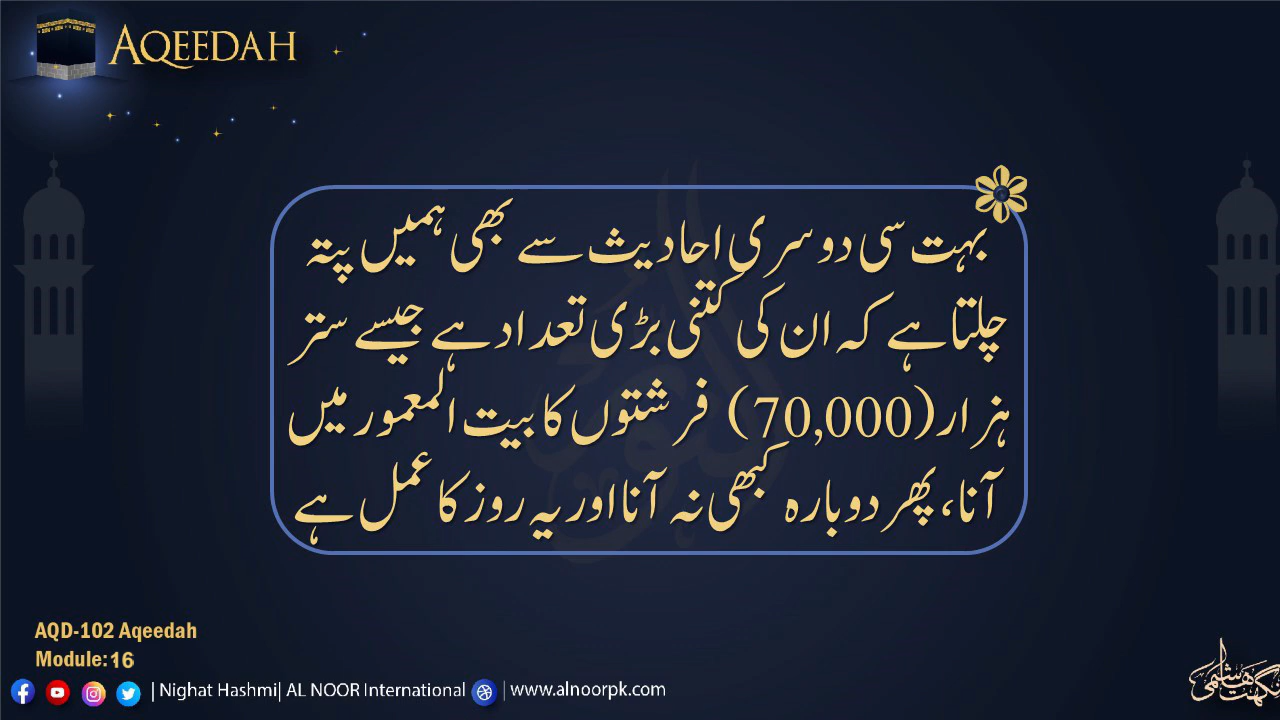 AQEEDAH
بہت سی دوسری احادیث سے بھی ہمیں پتہ
چلتا ہے کہ ان کی کتنی بڑی تعداد ہے جیسے ستر
ہزار (70,000) فرشتوں کا بیت المعمور میں
آنا، پھر دوبارہ کبھی نہ آنا اور یہ روز کا عمل ہے
AQD-102 Aqeedah
Module:16
| Nighat Hashmi| AL NOOR International | www.alnoorpk.com
نگہت ہاشمی